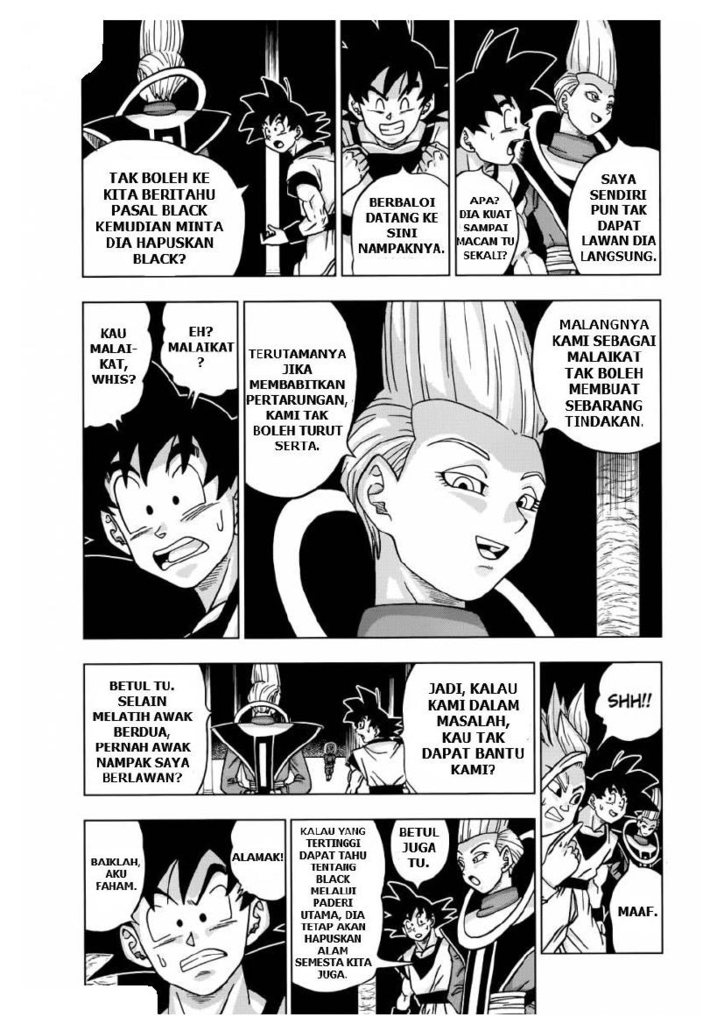 SAYA
SENDIRI
PUN TAK
DAPAT
LAWAN DIA
LANGSUNG.
APA?
DIA KUAT
SAMPAI
MACAM TU
SEKALI?
BERBALOI
DATANG KE
SINI
NAMPAKNYA.
TAK BOLEH KE
KITA BERITAHU
PASAL BLACK
KEMUDIAN MINTA
DIA HAPUSKAN
BLACK?
MALANGNYA
KAMI SEBAGAI
MALAIKAT
TAK BOLEH
MEMBUAT
SEBARANG
TINDAKAN.
TERUTAMANYA
JIKA
MEMBABITKAN
PERTARUNGAN,
KAMI TAK
BOLEH TURUT
SERTA.
EH?
MALAIKAT
?
KAU
MALAI-
KAT,
WHIS?
SHH!!
MAAF.
JADI, KALAU
KAMI DALAM
MASALAH,
KAU TAK
DAPAT BANTU
KAMI?
BETUL TU.
SELAIN
MELATIH AWAK
BERDUA,
PERNAH AWAK
NAMPAK SAYA
BERLAWAN?
BETUL
JUGA
TU.
KALAU YANG
TERTINGGI
DAPAT TAHU
TENTANG
BLACK
MELALUI
PADERI
UTAMA, DIA
TETAP AKAN
HAPUSKAN
ALAM
SEMESTA KITA
JUGA.
ALAMAK!
BAIKLAH,
AKU
FAHAM.